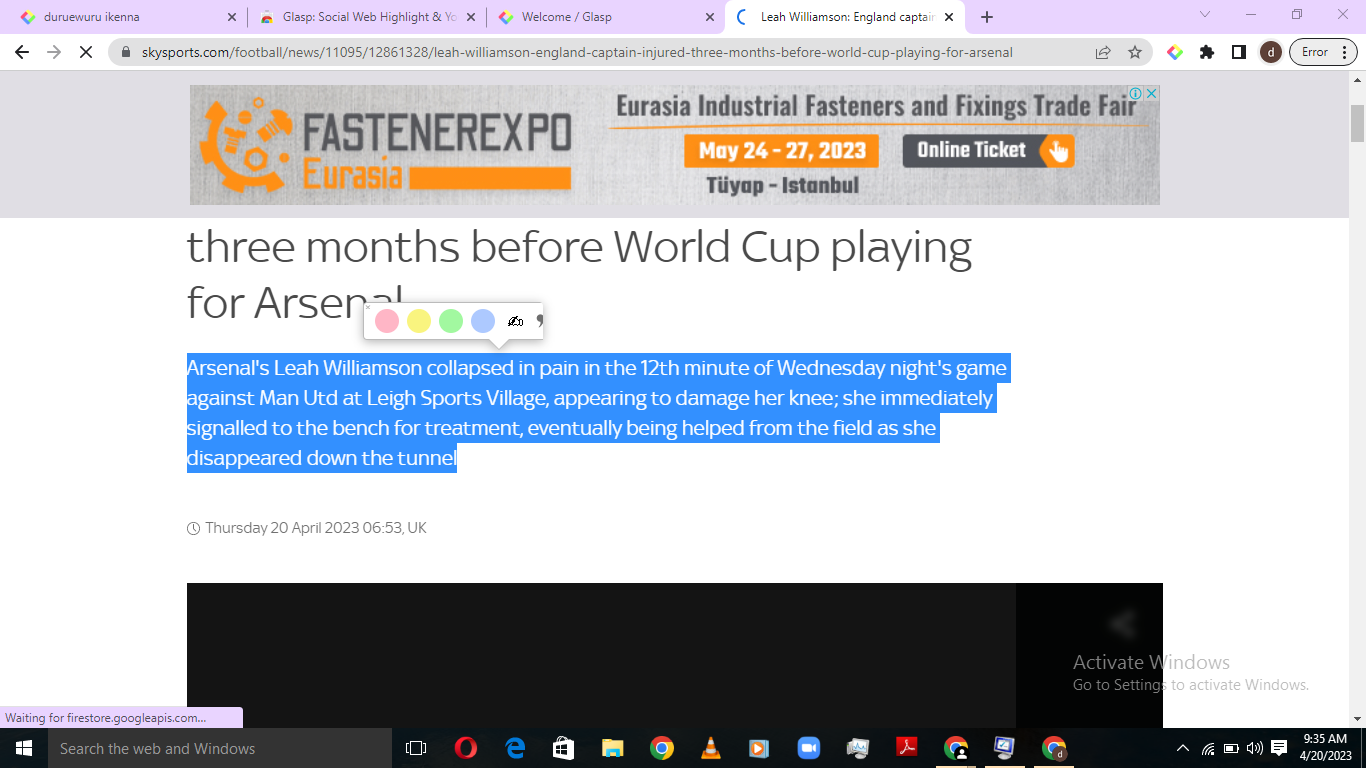 duruewuru ikenna
Glasp: Social Web Highlight & Yo
Welcome / Glasp
Leah Williamson: England captain
skysports.com/football/news/11095/12861328/leah-williamson-england-captain-injured-three-months-before-world-cup-playing-for-arsenal
d
Error
FASTENEREXPO
Eurasia
Eurasia Industrial Fasteners and Fixings Trade Fair
May 24 - 27, 2023
Online Ticket
Tüyap - Istanbul
three months before World Cup playing
for Arsenal
Arsenal's Leah Williamson collapsed in pain in the 12th minute of Wednesday night's game
against Man Utd at Leigh Sports Village, appearing to damage her knee; she immediately
signalled to the bench for treatment, eventually being helped from the field as she
disappeared down the tunnel
Thursday 20 April 2023 06:53, UK
Activate Windows
Go to Settings to activate Windows.
Waiting for firestore.googleapis.com...
Search the web and Windows
d
9:35 AM
4/20/2023